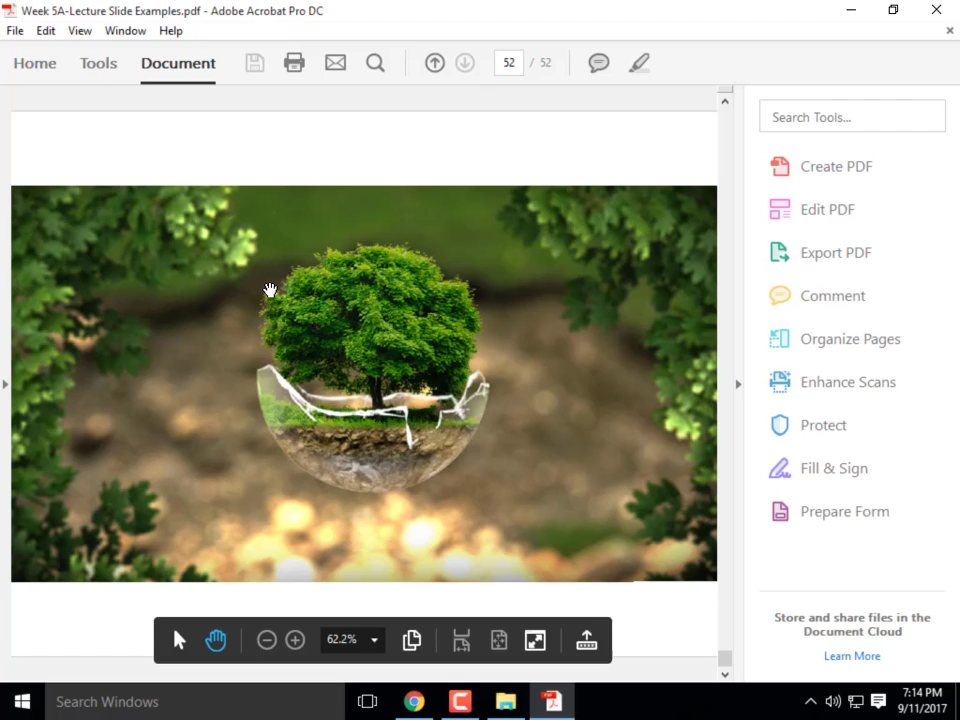 Week 5A-Lecture Slide Examples.pdf - Adobe Acrobat Pro DC
File Edit View Window Help
Home Tools Document 52 / 52
Search Tools...
Create PDF
Edit PDF
Export PDF
Comment
Organize Pages
Enhance Scans
Protect
Fill & Sign
Prepare Form
Store and share files in the
Document Cloud
Learn More
62.2%
Search Windows
7:14 PM
9/11/2017